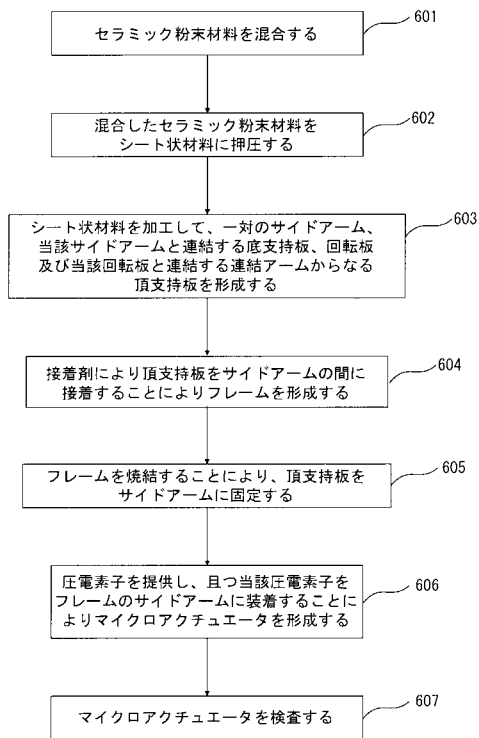 セラミック粉末材料を混合する
601
混合したセラミック粉末材料を
シート状材料に押圧する
602
シート状材料を加工して、一対のサイドアーム、
当該サイドアームと連結する底支持板、回転板
及び当該回転板と連結する連結アームからなる
頂支持板を形成する
603
接着剤により頂支持板をサイドアームの間に
接着することによりフレームを形成する
604
フレームを焼結することにより、頂支持板を
サイドアームに固定する
605
圧電素子を提供し、且つ当該圧電素子を
フレームのサイドアームに装着することに
よりマイクロアクチュエータを形成する
606
マイクロアクチュエータを検査する
607